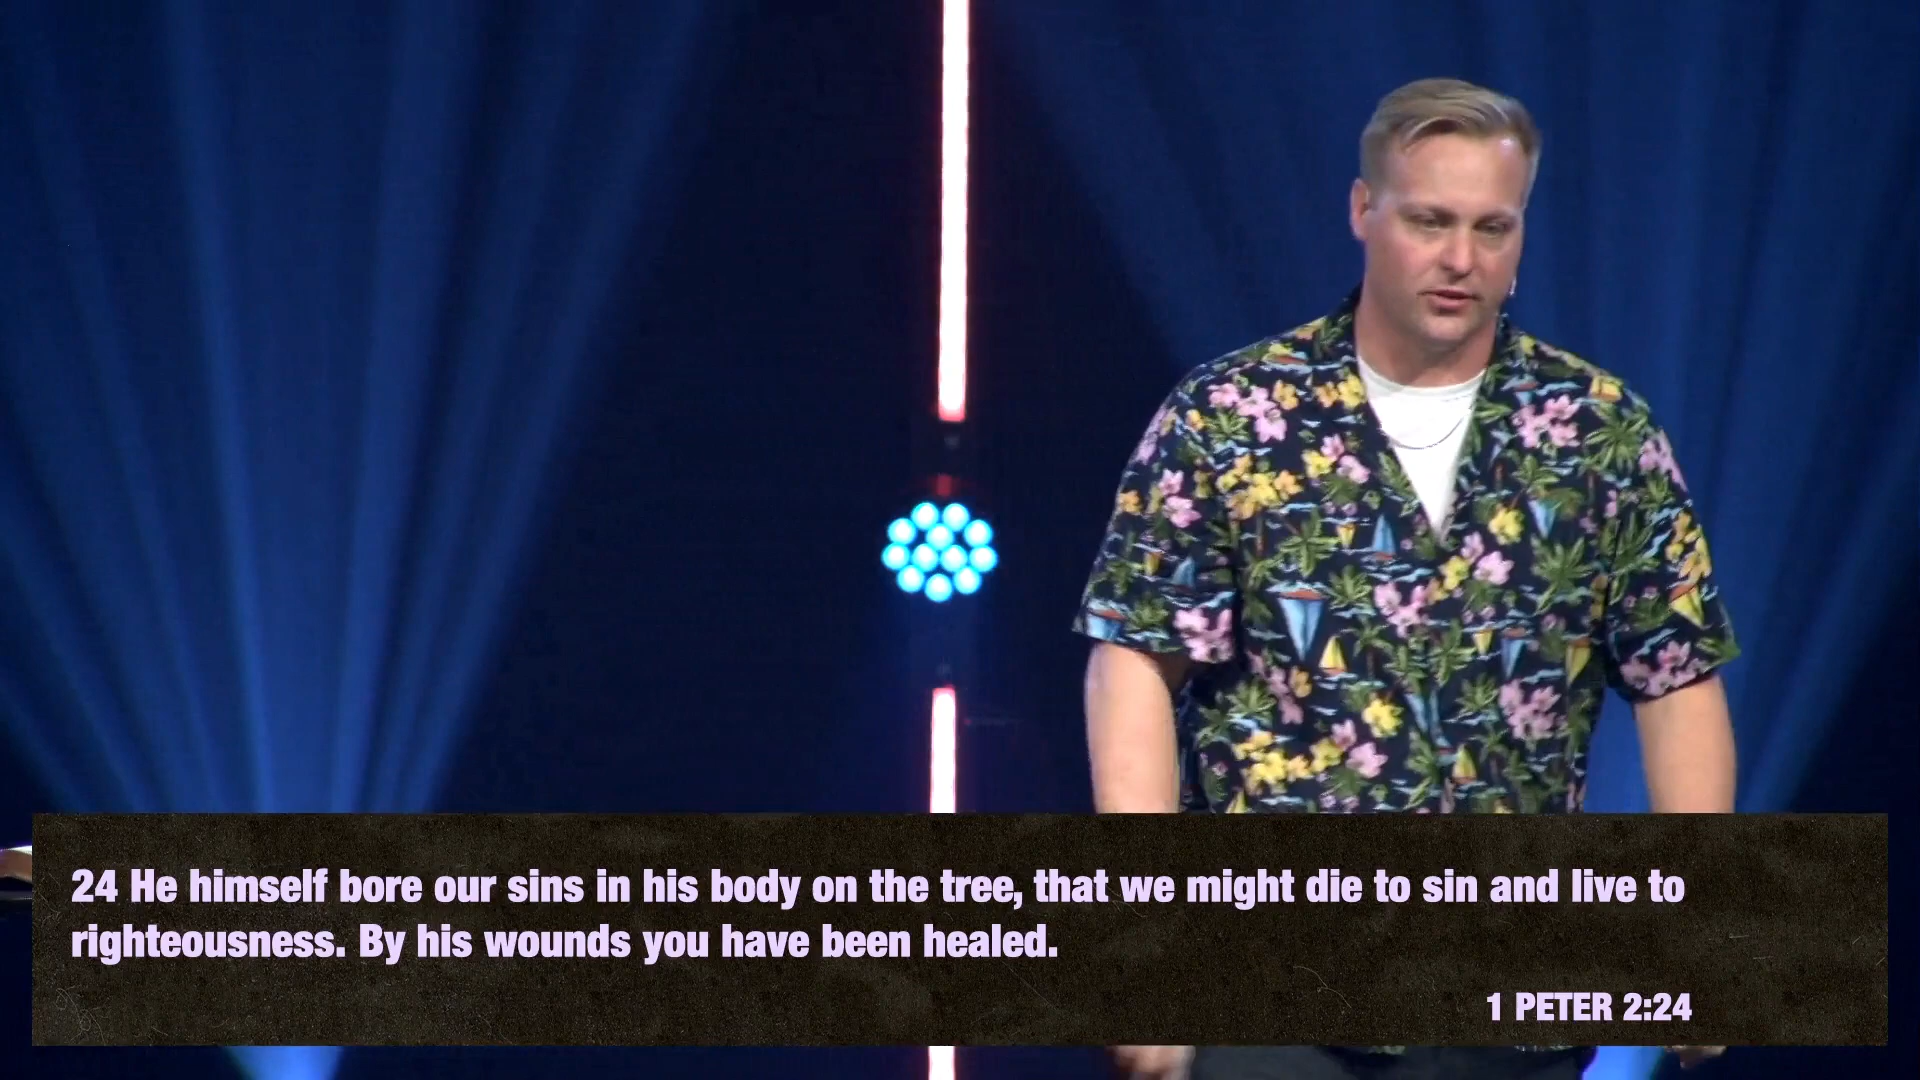 24 He himself bore our sins in his body on the tree, that we might die to sin and live to
righteousness. By his wounds you have been healed.
1 PETER 2:24